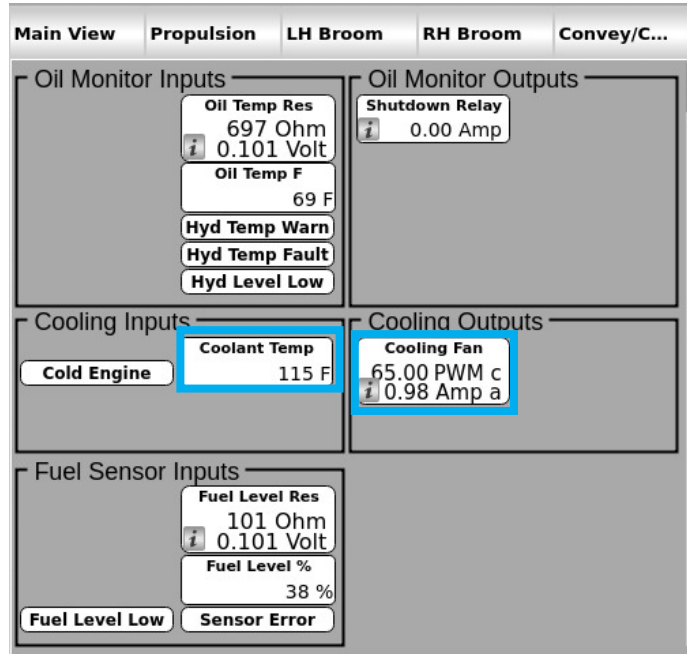 Main View Propulsion LH Broom RH Broom Convey/C...
Oil Monitor Inputs
Oil Temp Res
697 Ohm
i 0.101 Volt
Oil Temp F
69 F
Hyd Temp Warn
Hyd Temp Fault
Hyd Level Low
Oil Monitor Outputs
Shutdown Relay
i 0.00 Amp
Cooling Inputs
Cold Engine
Coolant Temp
115 F
Cooling Outputs
Cooling Fan
65.00 PWM c
i 0.98 Amp a
Fuel Sensor Inputs
Fuel Level Res
101 Ohm
i 0.101 Volt
Fuel Level %
38 %
Fuel Level Low
Sensor Error